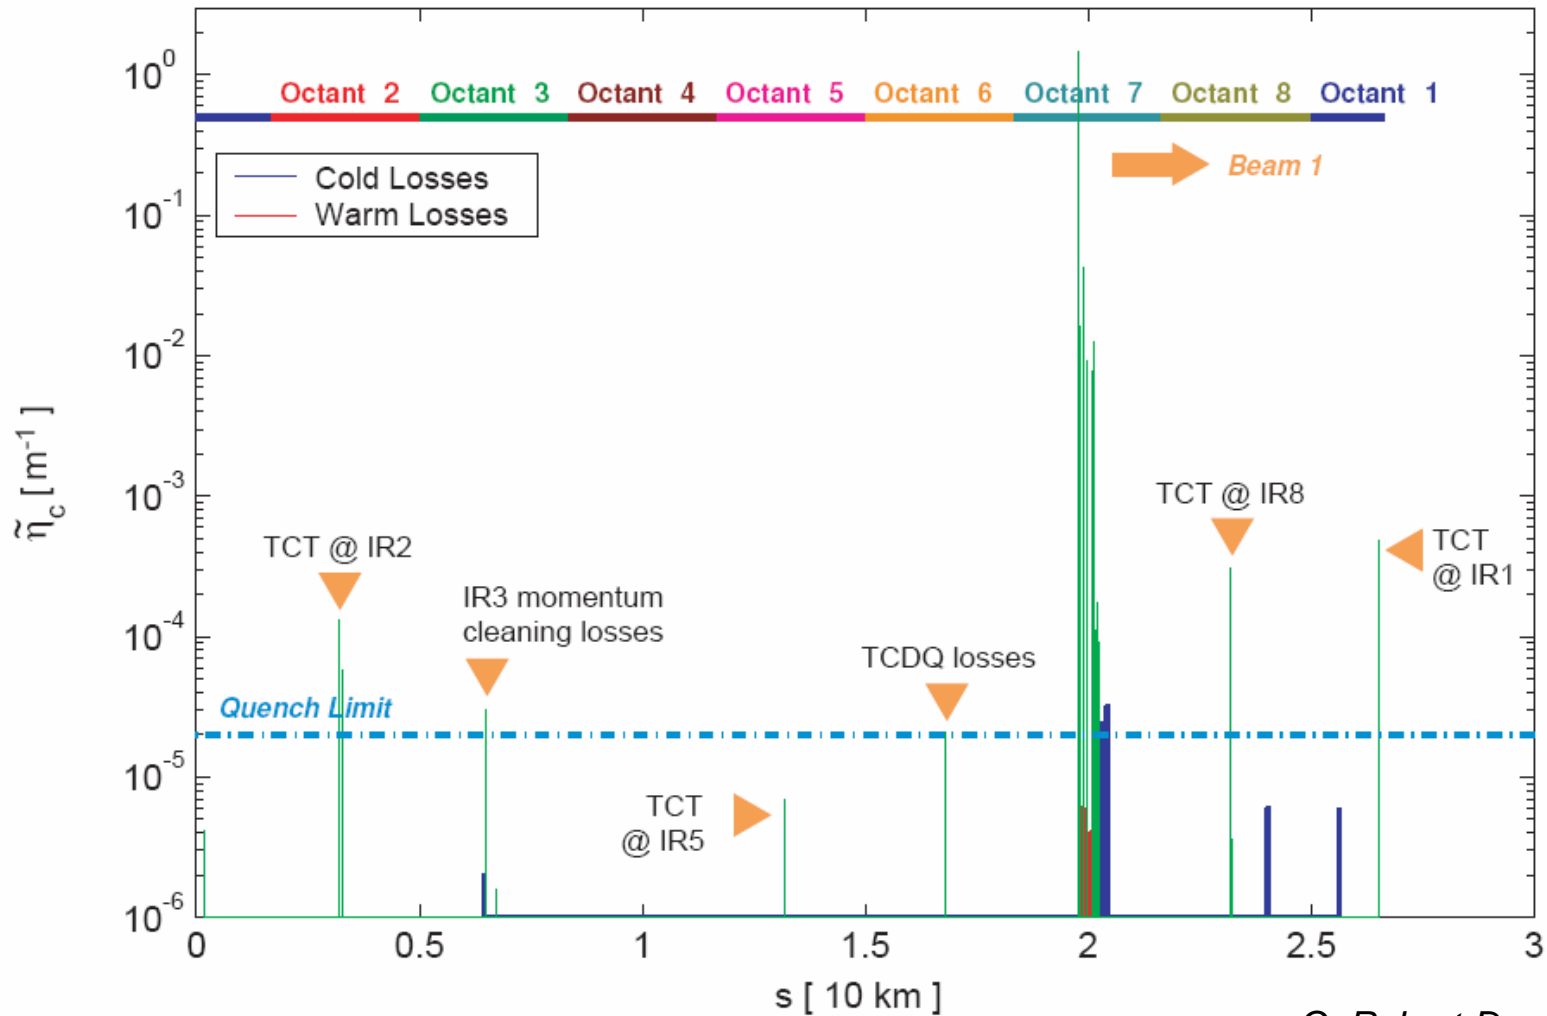 10^0
Octant 2 Octant 3 Octant 4 Octant 5 Octant 6 Octant 7 Octant 8 Octant 1
Beam 1
Cold Losses
Warm Losses
10^-1
10^-2
10^-3
10^-4
10^-5
10^-6
η̃_c [ m^-1 ]
TCT @ IR2
IR3 momentum
cleaning losses
Quench Limit
TCT
@ IR5
TCDQ losses
TCT @ IR8
TCT
@ IR1
0 0.5 1 1.5 2 2.5 3
s [ 10 km ]